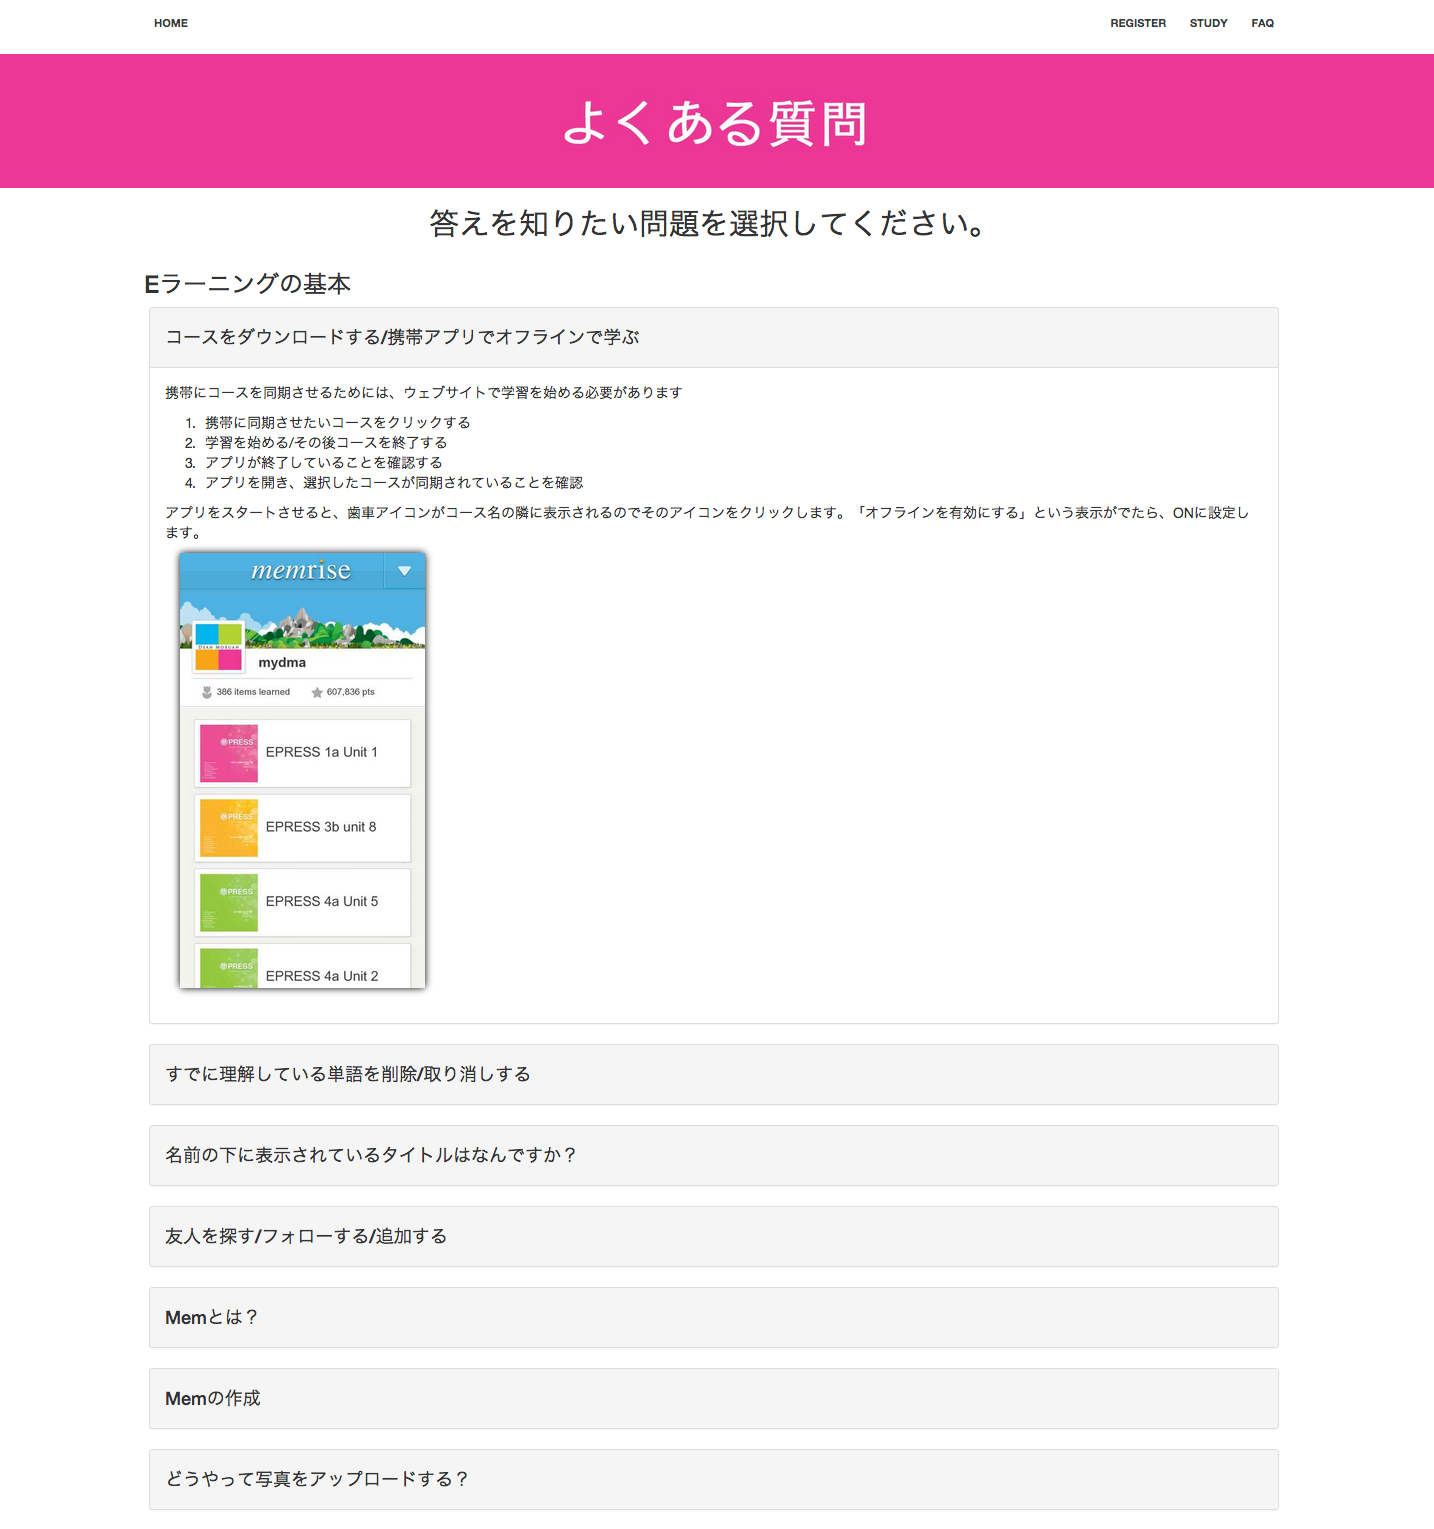 HOME
REGISTER STUDY FAQ
よくある質問
答えを知りたい問題を選択してください。
Eラーニングの基本
コースをダウンロードする/携帯アプリでオフラインで学ぶ
携帯にコースを同期させるためには、ウェブサイトで学習を始める必要があります
1. 携帯に同期させたいコースをクリックする
2. 学習を始める/その後コースを終了する
3. アプリが終了していることを確認する
4. アプリを開き、選択したコースが同期されていることを確認
アプリをスタートさせると、歯車アイコンがコース名の隣に表示されるのでそのアイコンをクリックします。「オフラインを有効にする」という表示がでたら、ONに設定し
ます。
memrise
DEAN MORGAN
mydma
386 items learned 607,836 pts
PRESS
EPRESS 1a Unit 1
PRESS
EPRESS 3b unit 8
PRESS
EPRESS 4a Unit 5
PRESS
EPRESS 4a Unit 2
すでに理解している単語を削除/取り消しする
名前の下に表示されているタイトルはなんですか？
友人を探す/フォローする/追加する
Memとは？
Memの作成
どうやって写真をアップロードする？